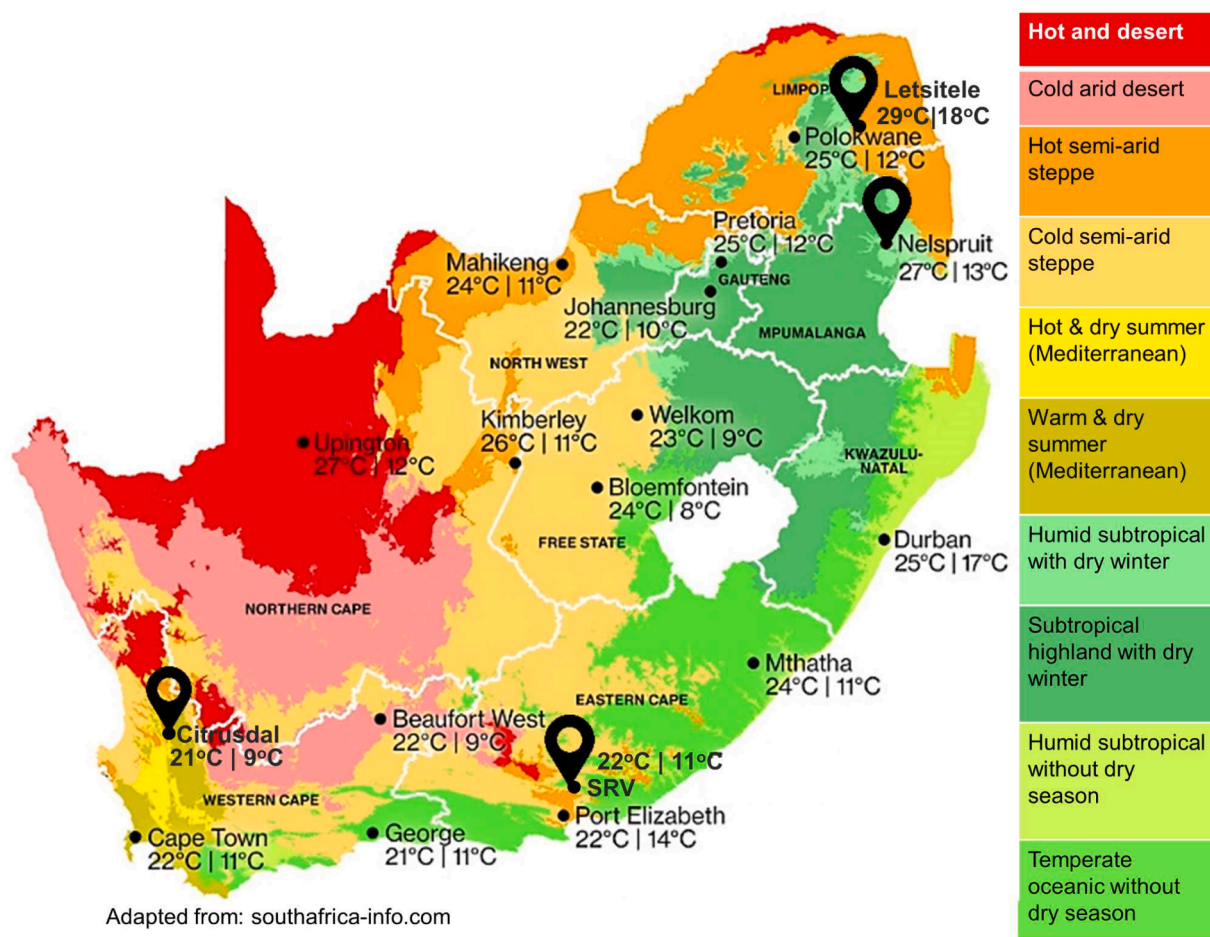 Hot and desert
Cold arid desert
Hot semi-arid
steppe
Cold semi-arid
steppe
Hot & dry summer
(Mediterranean)
Warm & dry
summer
(Mediterranean)
Humid subtropical
with dry winter
Subtropical
highland with dry
winter
Humid subtropical
without dry
season
Temperate
oceanic without
dry season
LIMPOP
Letsitele
29°C|18°C
Polokwane
25°C | 12°C
Pretoria
25°C | 12°C
Nelspruit
27°C | 13°C
Mahikeng
24°C | 11°C
GAUTENG
Johannesburg
22°C | 10°C
MPUMALANGA
NORTH WEST
Kimberley
26°C | 11°C
Welkom
23°C | 9°C
Upington
27°C | 12°C
KWAZULU-
NATAL
Bloemfontein
24°C | 8°C
FREE STATE
Durban
25°C | 17°C
NORTHERN CAPE
Mthatha
24°C | 11°C
EASTERN CAPE
Citrusdal
21°C | 9°C
Beaufort West
22°C | 9°C
22°C | 11°C
SRV
WESTERN CAPE
Port Elizabeth
22°C | 14°C
Cape Town
22°C | 11°C
George
21°C | 11°C
Adapted from: southafrica-info.com